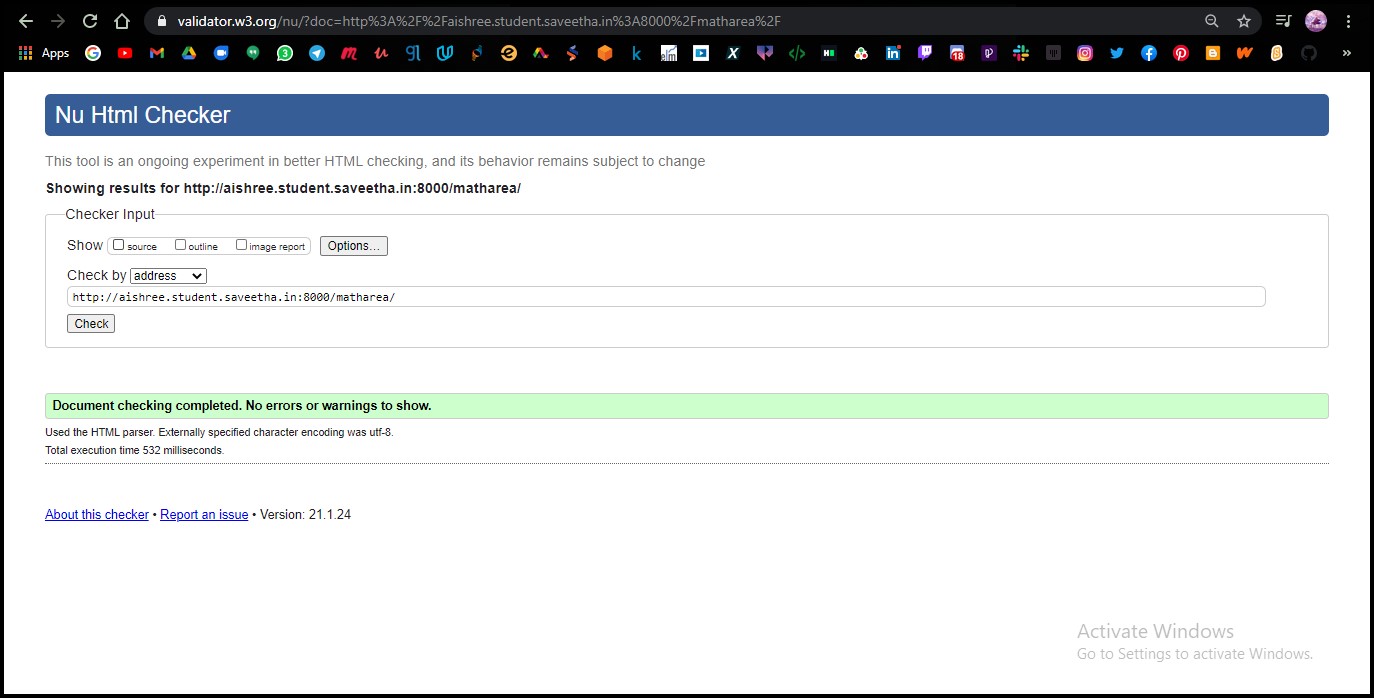 validator.w3.org/nu/?doc=http%3A%2F%2Faishree.student.saveetha.in%3A8000%2Fmatharea%2F
Apps
Nu Html Checker
This tool is an ongoing experiment in better HTML checking, and its behavior remains subject to change
Showing results for http://aishree.student.saveetha.in:8000/matharea/
Checker Input
Show source outline image report Options...
Check by address
http://aishree.student.saveetha.in:8000/matharea/
Check
Document checking completed. No errors or warnings to show.
Used the HTML parser. Externally specified character encoding was utf-8.
Total execution time 532 milliseconds.
About this checker • Report an issue • Version: 21.1.24
Activate Windows
Go to Settings to activate Windows.